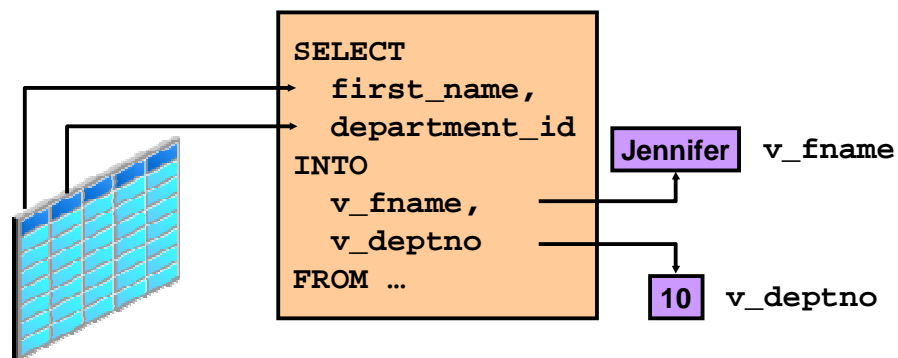 SELECT
first_name,
department_id
INTO
v_fname,
v_deptno
FROM …
Jennifer v_fname
10 v_deptno